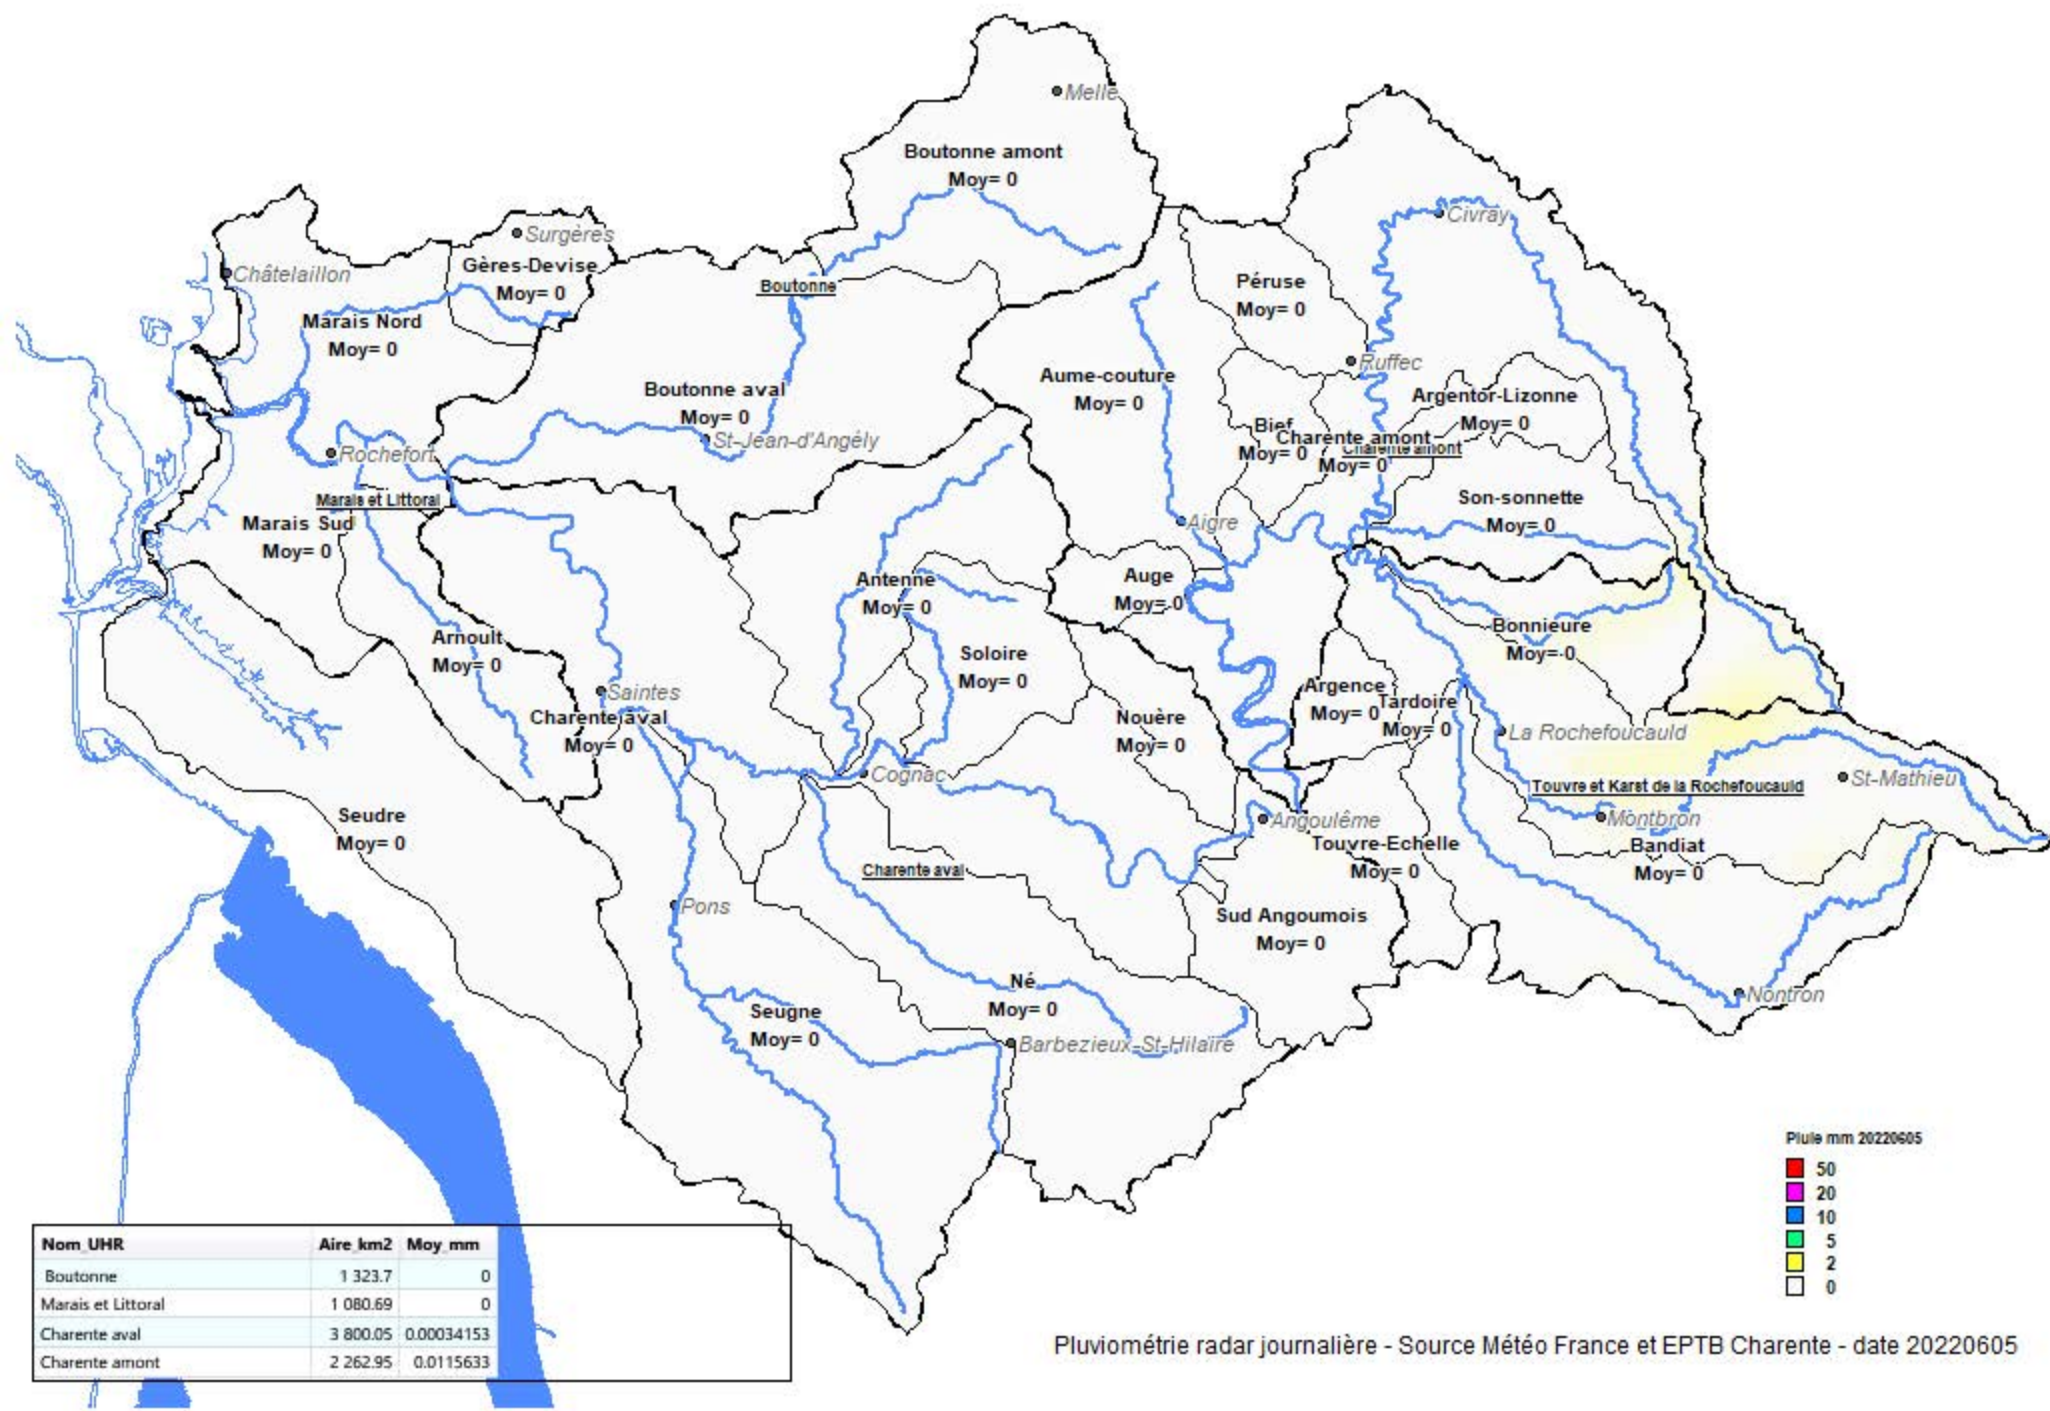 Melle
Boutonne amont
Moy= 0
Civray
Surgères
Châtelaillon
Gères-Devise
Moy= 0
Boutonne
Péruse
Moy= 0
Marais Nord
Moy= 0
Ruffec
Aume-couture
Moy= 0
Boutonne aval
Moy= 0
Argentor-Lizonne
Moy= 0
St-Jean-d'Angély
Bief
Moy= 0
Charente amont
Moy= 0
Charente amont
Rochefort
Marais et Littoral
Son-sonnette
Moy= 0
Marais Sud
Moy= 0
Aigre
Antenne
Moy= 0
Auge
Moy= 0
Bonnieure
Moy= 0
Arnoult
Moy= 0
Soloire
Moy= 0
Saintes
Argence
Moy= 0
Tardoire
Moy= 0
Charente aval
Moy= 0
Nouère
Moy= 0
La Rochefoucauld
Cognac
St-Mathieu
Touvre et Karst de la Rochefoucauld
Seudre
Moy= 0
Angoulême
Montbron
Touvre-Echelle
Moy= 0
Bandiat
Moy= 0
Charente aval
Pons
Sud Angoumois
Moy= 0
Né
Moy= 0
Nontron
Seugne
Moy= 0
Barbezieux-St-Hilaire
Pluie mm 20220605
50
20
10
5
2
0
Nom_UHR Aire_km2 Moy_mm
Boutonne 1 323.7 0
Marais et Littoral 1 080.69 0
Charente aval 3 800.05 0.00034153
Charente amont 2 262.95 0.0115633
Pluviométrie radar journalière - Source Météo France et EPTB Charente - date 20220605